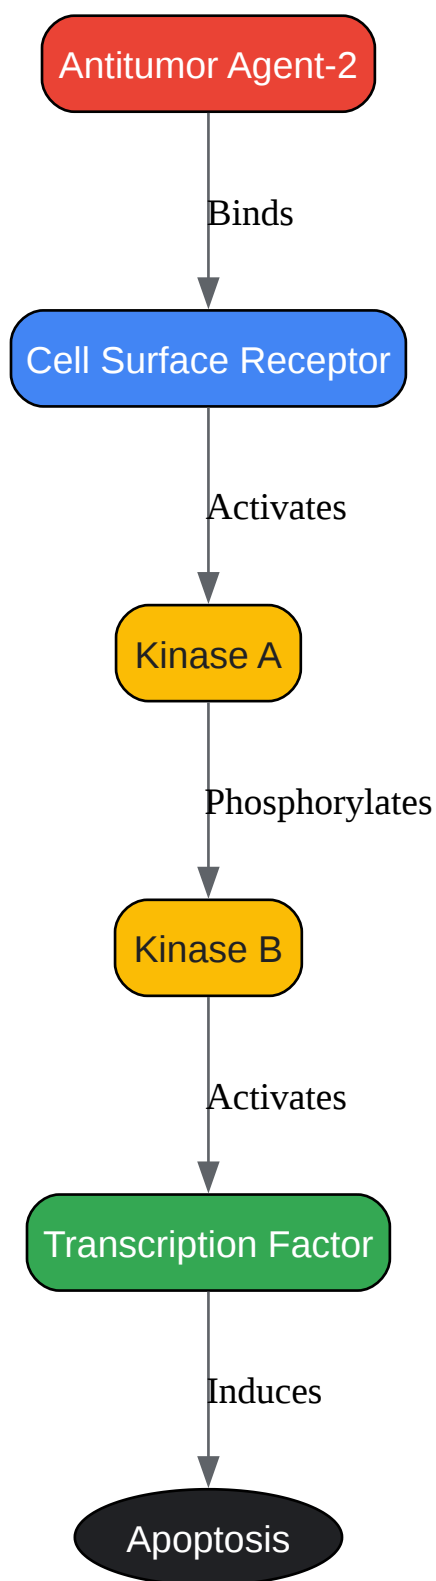 Antitumor Agent-2
Binds
Cell Surface Receptor
Activates
Kinase A
Phosphorylates
Kinase B
Activates
Transcription Factor
Induces
Apoptosis